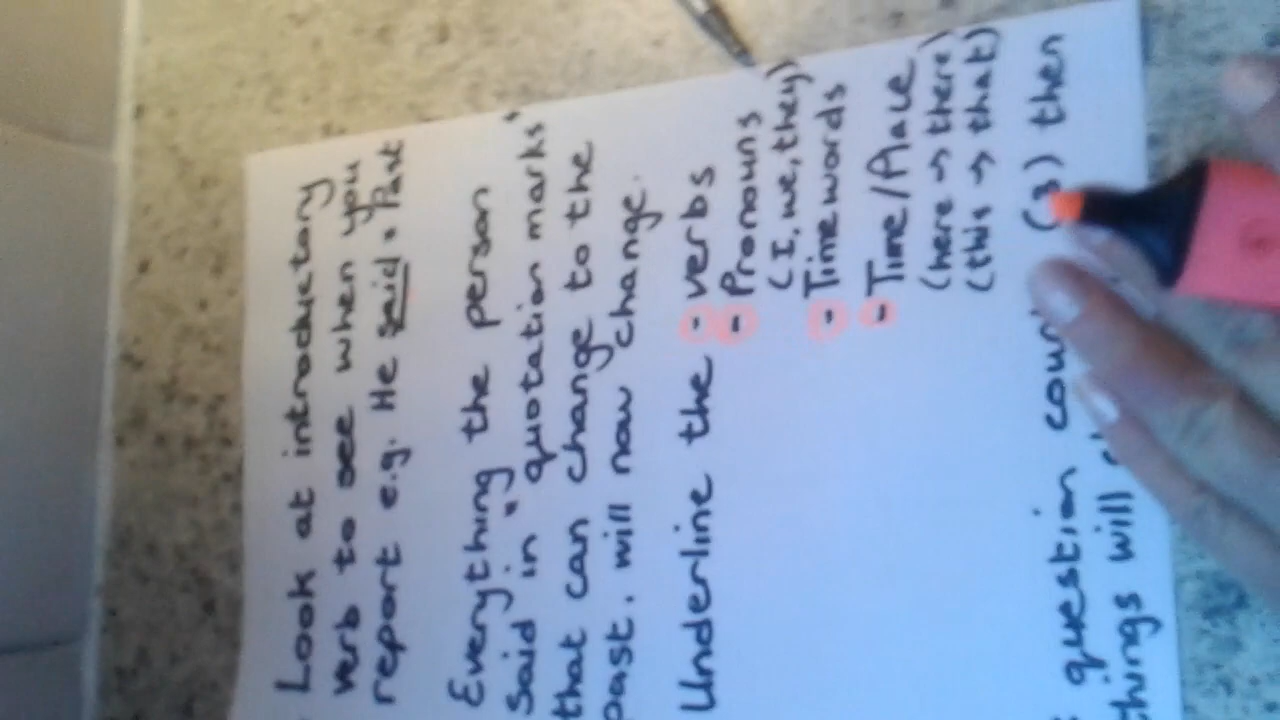 Look at introductory
verb to see when you
report e.g. He said = Past
Everything the person
said in " quotation marks"
that can change to the
past. will now change.
Underline the - verbs
- Pronouns
(I, we, they)
- Time words
- Time/Place
(here → there)
(this → that)
question (3) then
things will